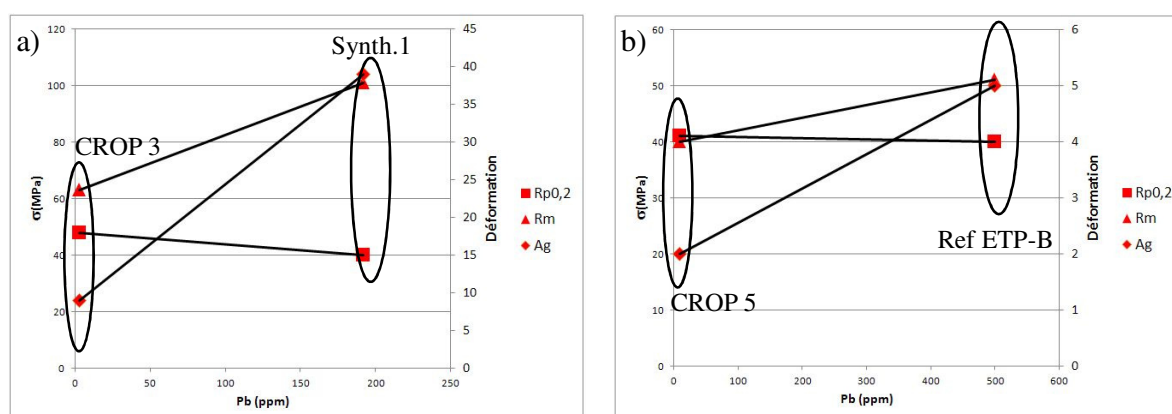 a)
Synth.1
CROP 3
120
100
80
60
40
20
0
σ(MPa)
45
40
35
30
25
20
15
10
5
0
Déformation
0 50 100 150 200 250
Pb (ppm)
Rp0,2
Rm
Ag
b)
Ref ETP-B
CROP 5
60
50
40
30
20
10
0
σ(MPa)
6
5
4
3
2
1
0
Déformation
0 100 200 300 400 500 600
Pb (ppm)
Rp0,2
Rm
Ag